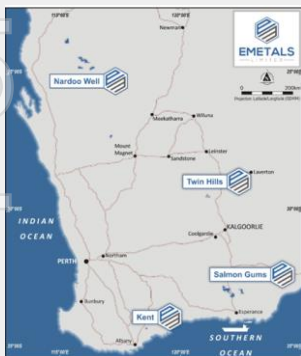 Newman
EMETALS
LIMITED
Nardoo Well
Meekatharra
Wiluna
Mount
Magnet
Sandstone
Leinster
Laverton
Twin Hills
INDIAN
OCEAN
KALGOORLIE
Coolgardie
PERTH
Northam
Salmon Gums
Bunbury
Kent
Esperance
Albany
SOUTHERN
OCEAN